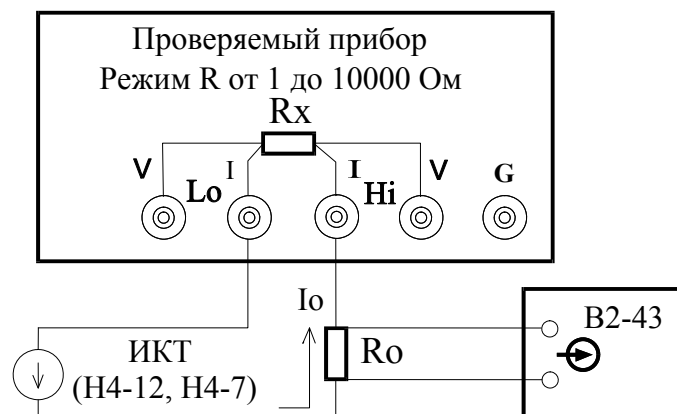 Проверяемый прибор
Режим R от 1 до 10000 Ом
Rx
V I I V G
Lo Hi
Io
B2-43
ИКТ
Ro
(Н4-12, Н4-7)